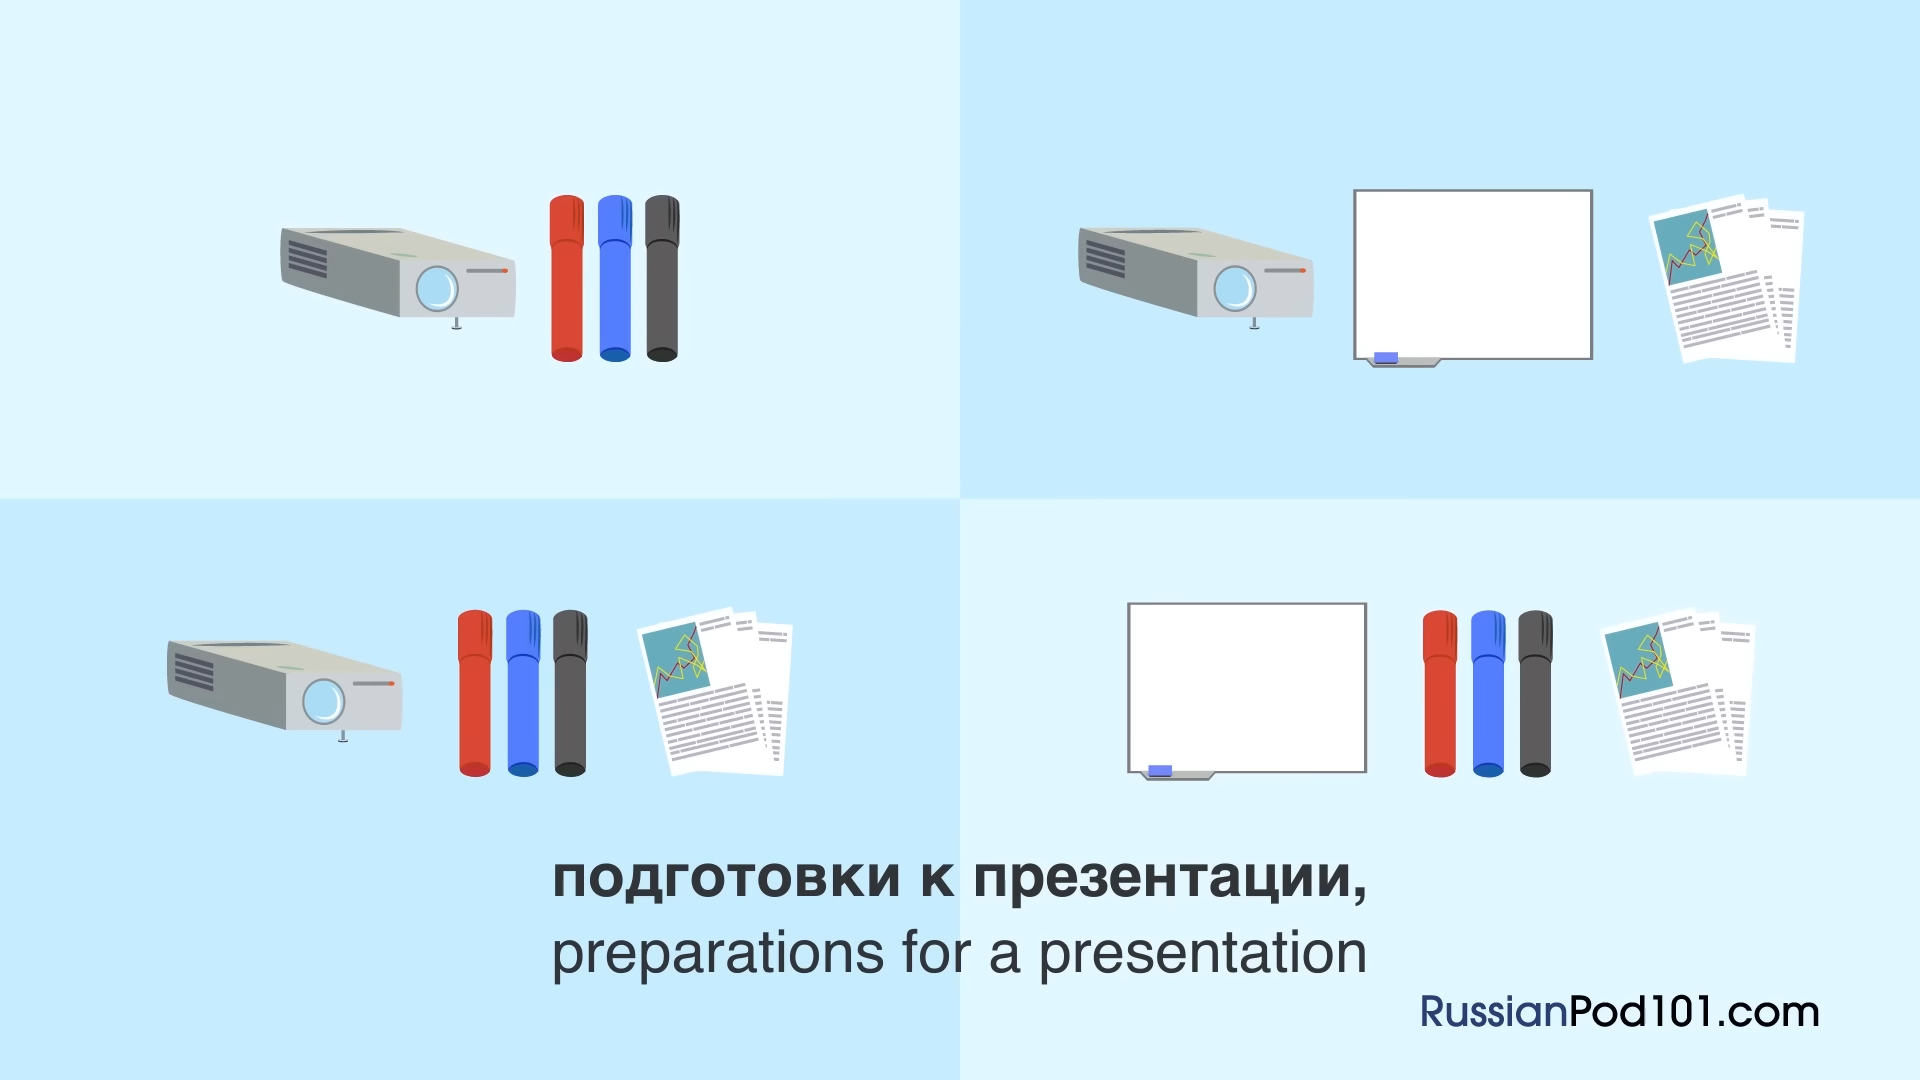 подготовки к презентации,
preparations for a presentation
RussianPod101.com